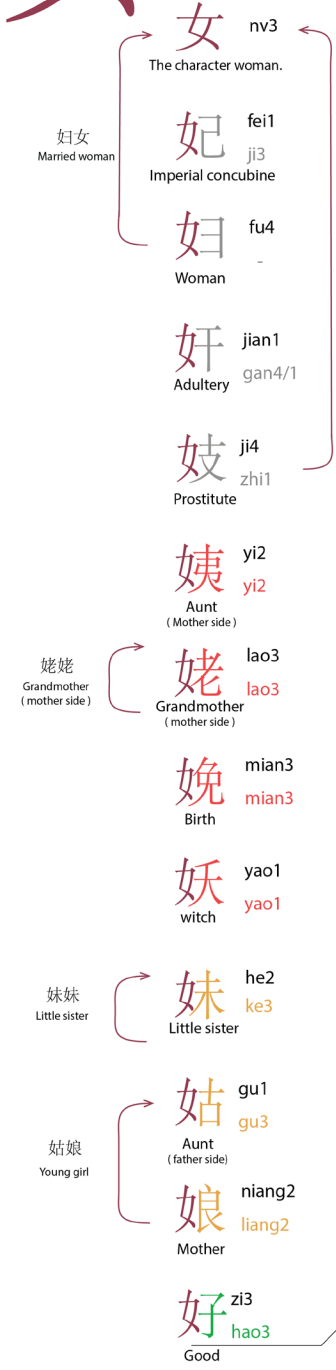 女 nv3
The character woman.
妃 fei1
ji3
Imperial concubine
妇女
Married woman
妇 fu4
-
Woman
奸 jian1
gan4/1
Adultery
妓 ji4
zhi1
Prostitute
姨 yi2
yi2
Aunt
( Mother side )
姥姥
Grandmother
( mother side )
姥 lao3
lao3
Grandmother
( mother side )
娩 mian3
mian3
Birth
妖 yao1
yao1
witch
妹妹
Little sister
妹 he2
ke3
Little sister
姑 gu1
gu3
Aunt
( father side)
姑娘
Young girl
娘 niang2
liang2
Mother
好 zi3
hao3
Good